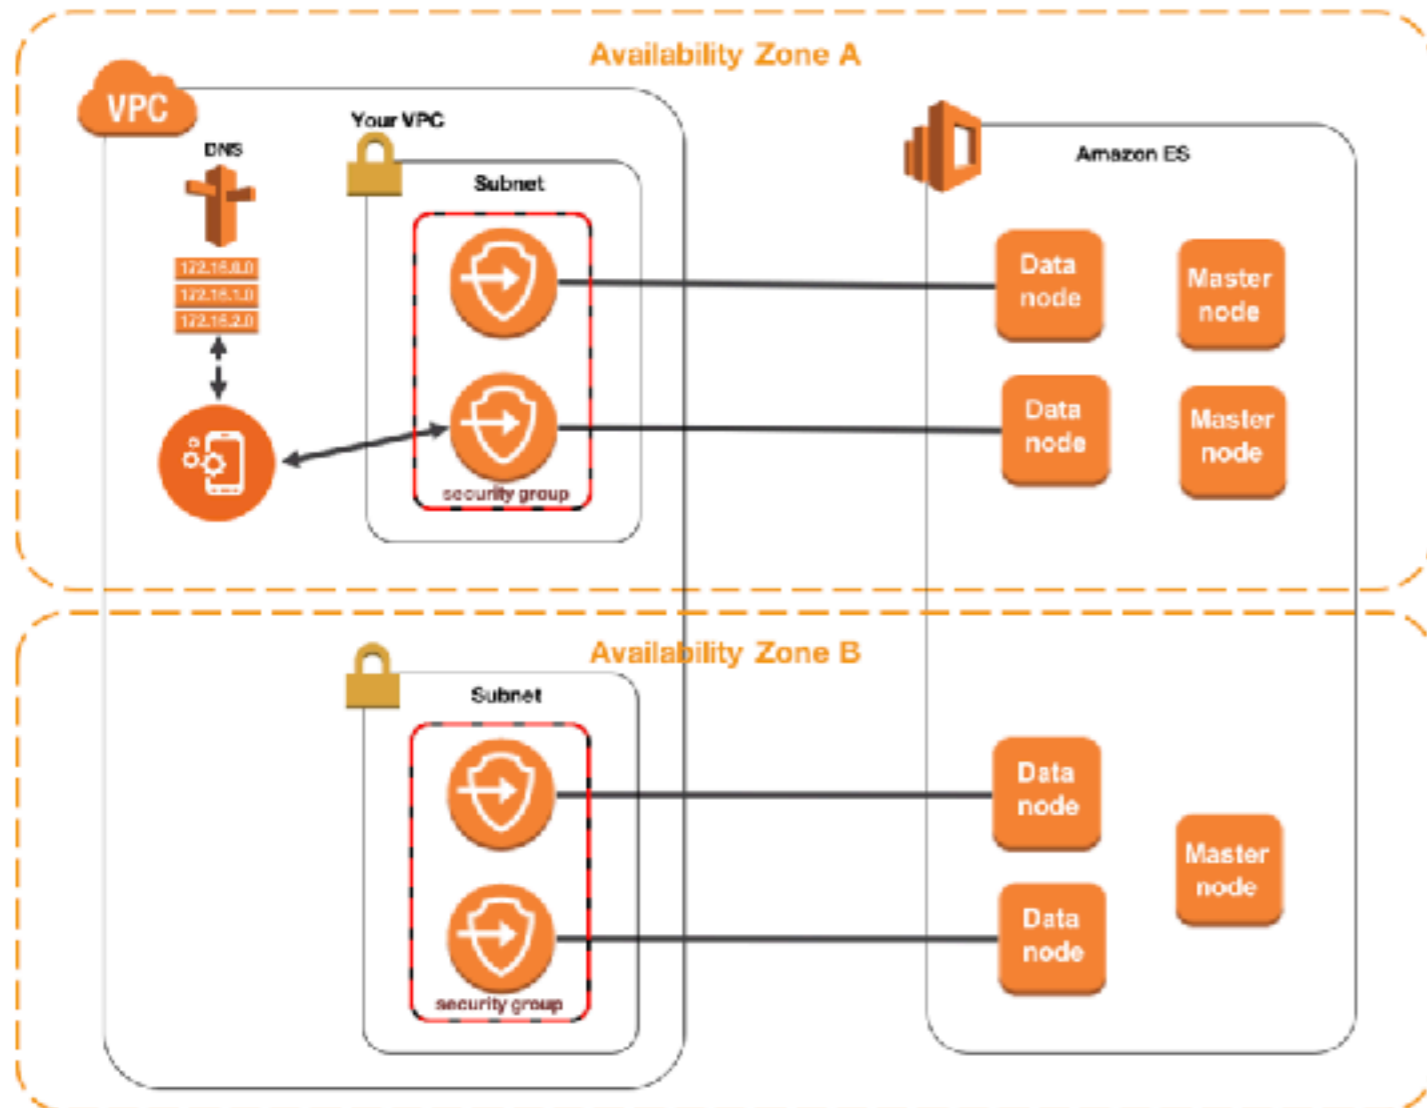 Availability Zone A
VPC
Your VPC
DNS
Subnet
Amazon ES
172.16.0.0
172.16.1.0
172.16.2.0
Data
node
Master
node
Data
node
Master
node
security group
Availability Zone B
Subnet
Data
node
Master
node
Data
node
security group